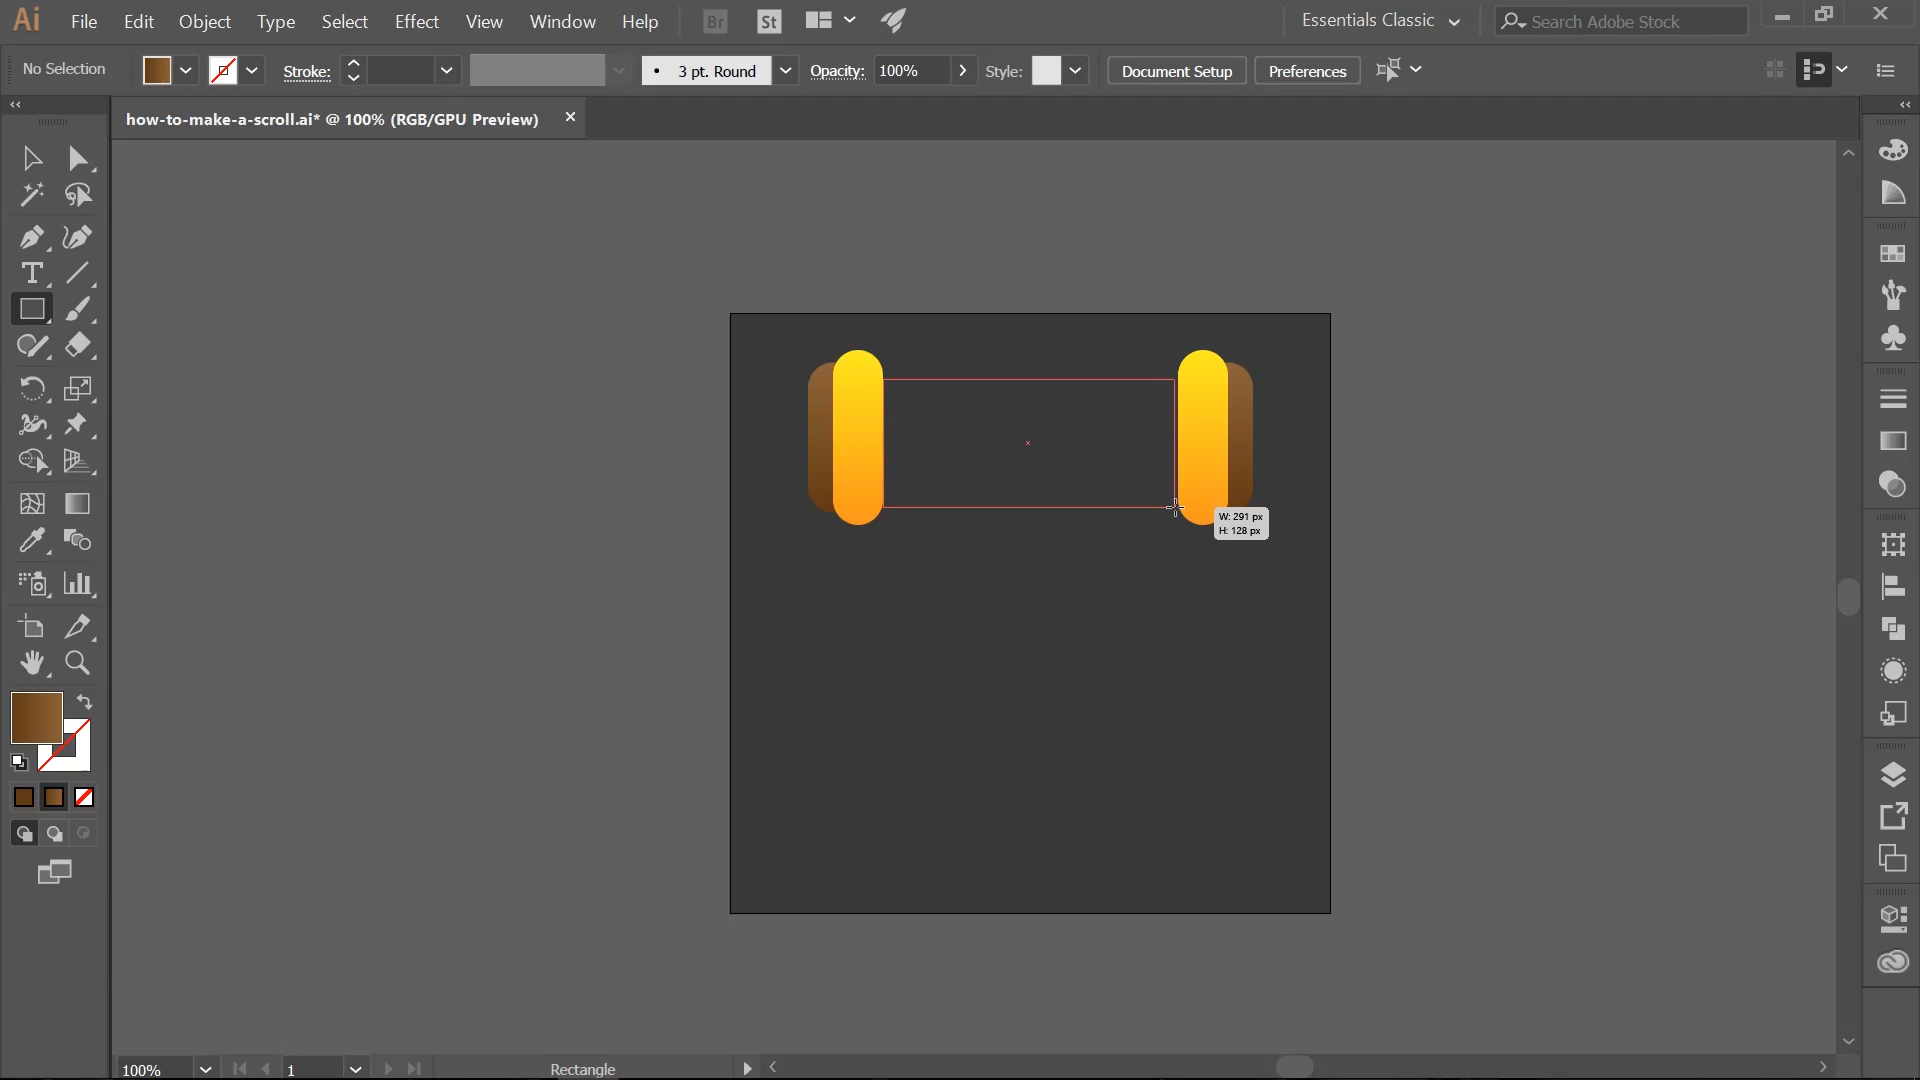 Ai File Edit Object Type Select Effect View Window Help Br St Essentials Classic Search Adobe Stock
No Selection Stroke: 3 pt. Round Opacity: 100% Style: Document Setup Preferences
how-to-make-a-scroll.ai* @ 100% (RGB/GPU Preview)
W: 291 px
H: 128 px
100% 1 Rectangle